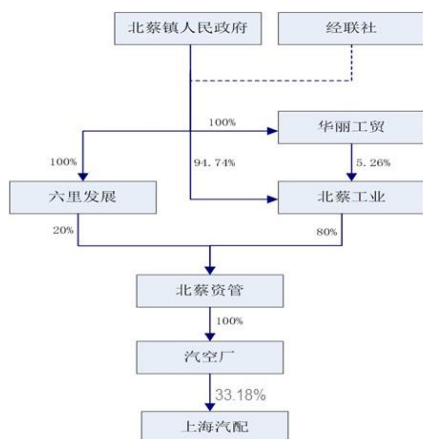 北蔡镇人民政府
经联社
100%
华丽工贸
100%
94.74%
5.26%
六里发展
北蔡工业
20%
80%
北蔡资管
100%
汽空厂
33.18%
上海汽配